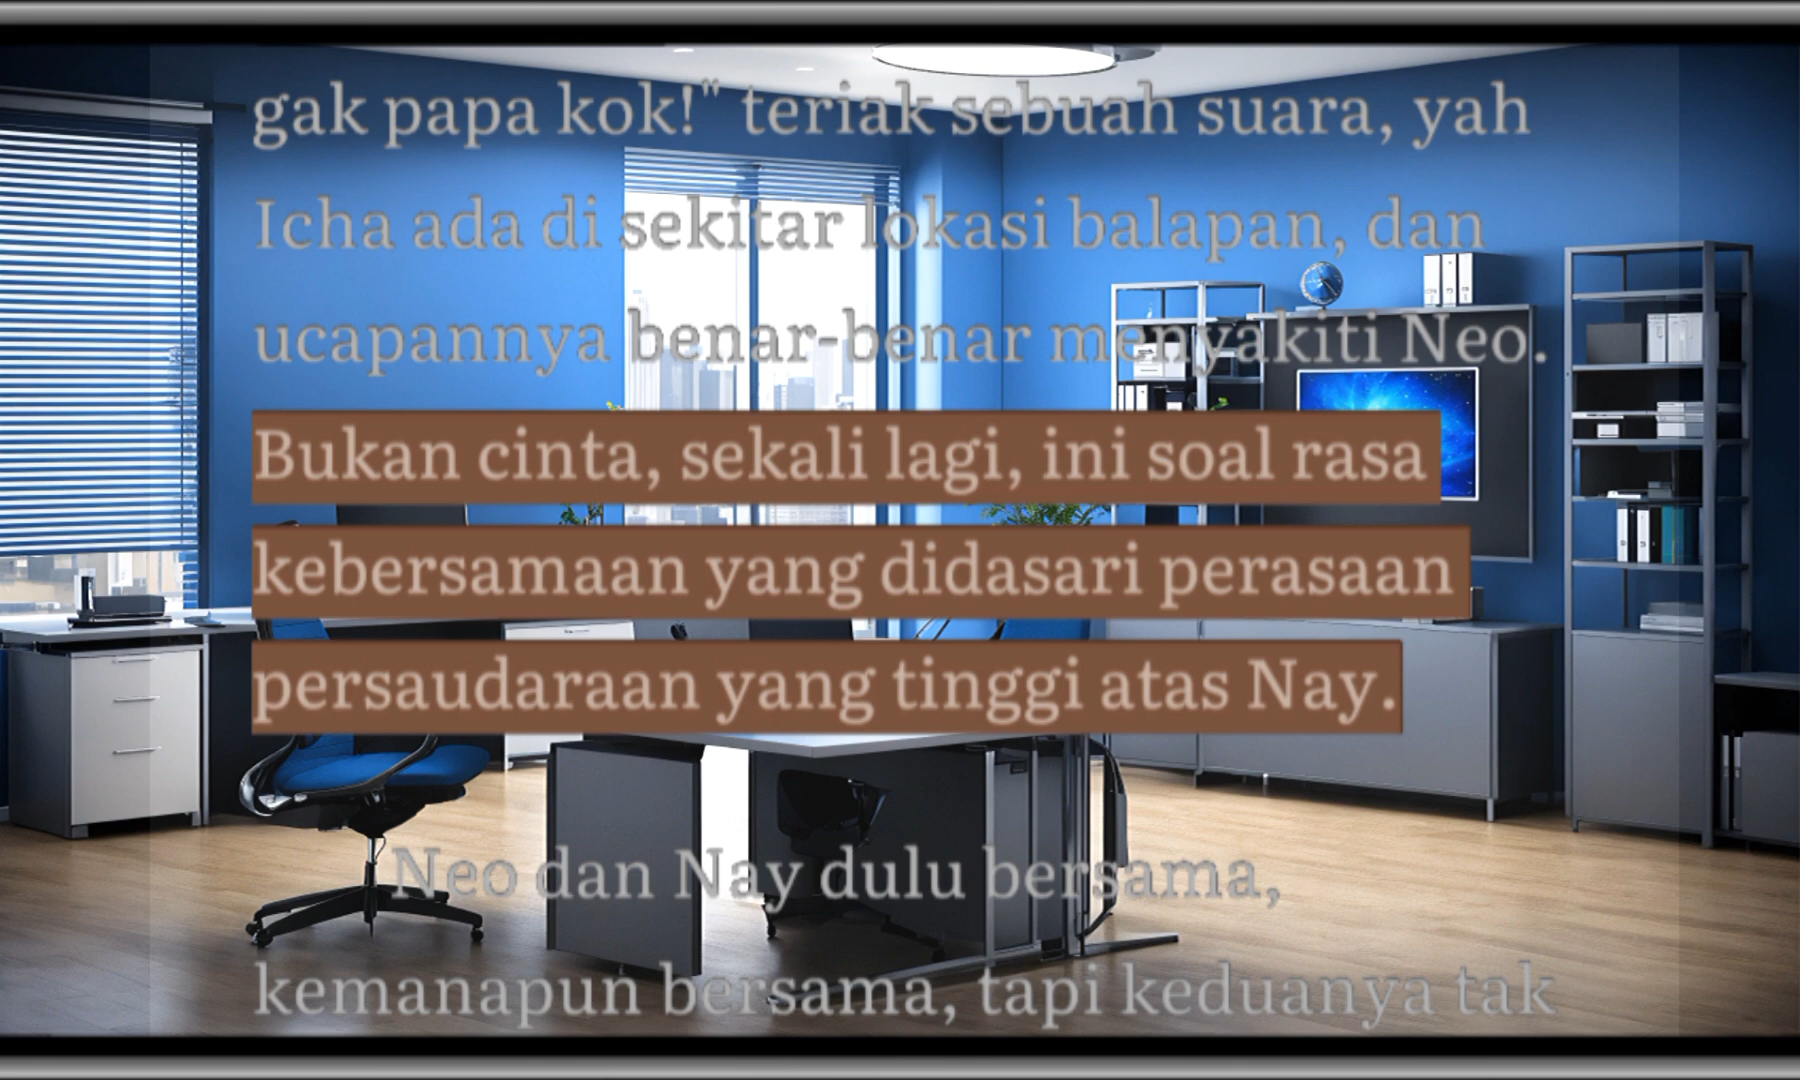 gak papa kok!" teriak sebuah suara, yah
Icha ada di sekitar lokasi balapan, dan
ucapannya benar-benar menyakiti Neo.
Bukan cinta, sekali lagi, ini soal rasa
kebersamaan yang didasari perasaan
persaudaraan yang tinggi atas Nay.
Neo dan Nay dulu bersama,
kemanapun bersama, tapi keduanya tak